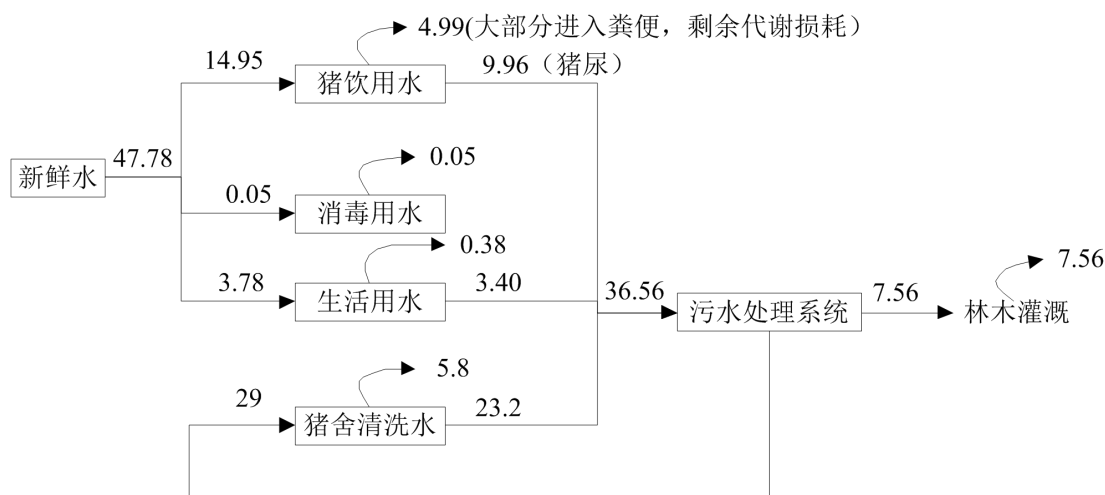 4.99(大部分进入粪便，剩余代谢损耗）
14.95
猪饮用水
9.96（猪尿）
新鲜水
47.78
0.05
0.05
消毒用水
0.38
3.78
生活用水
3.40
36.56
污水处理系统
7.56
7.56
林木灌溉
5.8
29
猪舍清洗水
23.2